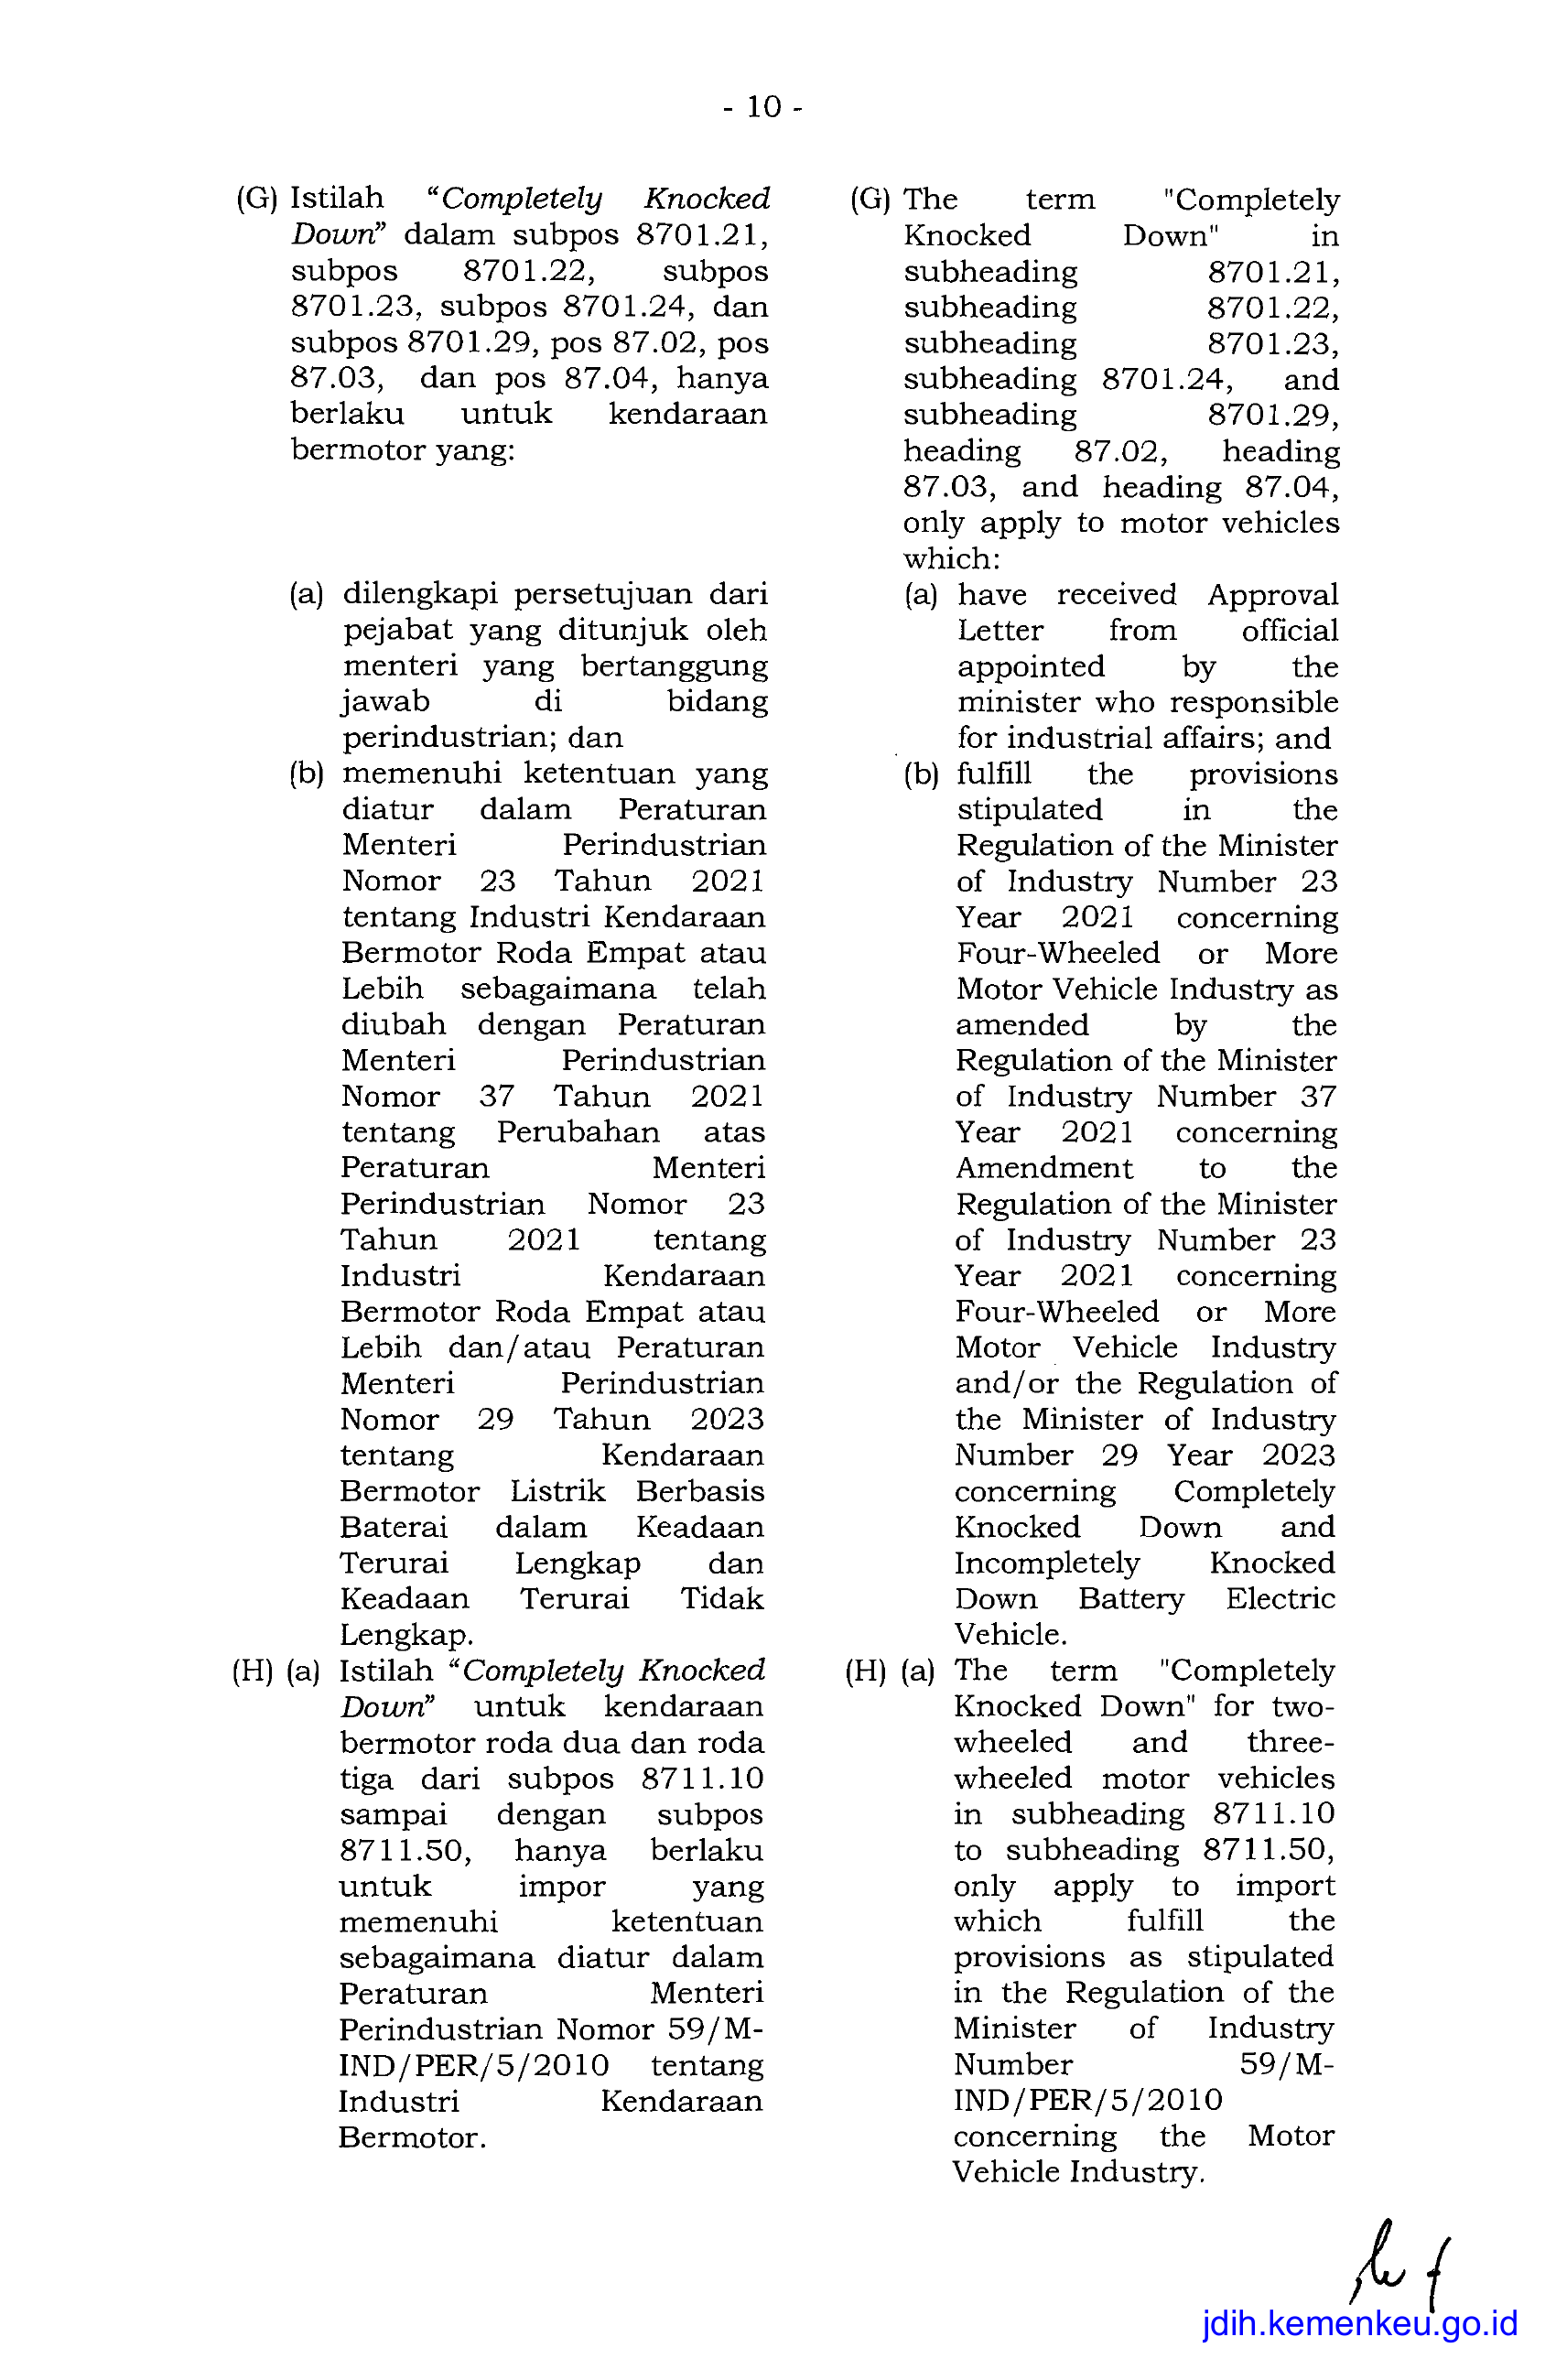 - 10 -
(G) Istilah “Completely Knocked
Down” dalam subpos 8701.21,
subpos 8701.22, subpos
8701.23, subpos 8701.24, dan
subpos 8701.29, pos 87.02, pos
87.03, dan pos 87.04, hanya
berlaku untuk kendaraan
bermotor yang:
(a) dilengkapi persetujuan dari
pejabat yang ditunjuk oleh
menteri yang bertanggung
jawab di bidang
perindustrian; dan
(b) memenuhi ketentuan yang
diatur dalam Peraturan
Menteri Perindustrian
Nomor 23 Tahun 2021
tentang Industri Kendaraan
Bermotor Roda Empat atau
Lebih sebagaimana telah
diubah dengan Peraturan
Menteri Perindustrian
Nomor 37 Tahun 2021
tentang Perubahan atas
Peraturan Menteri
Perindustrian Nomor 23
Tahun 2021 tentang
Industri Kendaraan
Bermotor Roda Empat atau
Lebih dan/atau Peraturan
Menteri Perindustrian
Nomor 29 Tahun 2023
tentang Kendaraan
Bermotor Listrik Berbasis
Baterai dalam Keadaan
Terurai Lengkap dan
Keadaan Terurai Tidak
Lengkap.
(H) (a) Istilah “Completely Knocked
Down” untuk kendaraan
bermotor roda dua dan roda
tiga dari subpos 8711.10
sampai dengan subpos
8711.50, hanya berlaku
untuk impor yang
memenuhi ketentuan
sebagaimana diatur dalam
Peraturan Menteri
Perindustrian Nomor 59/M-
IND/PER/5/2010 tentang
Industri Kendaraan
Bermotor.
(G) The term "Completely
Knocked Down" in
subheading 8701.21,
subheading 8701.22,
subheading 8701.23,
subheading 8701.24, and
subheading 8701.29,
heading 87.02, heading
87.03, and heading 87.04,
only apply to motor vehicles
which:
(a) have received Approval
Letter from official
appointed by the
minister who responsible
for industrial affairs; and
(b) fulfill the provisions
stipulated in the
Regulation of the Minister
of Industry Number 23
Year 2021 concerning
Four-Wheeled or More
Motor Vehicle Industry as
amended by the
Regulation of the Minister
of Industry Number 37
Year 2021 concerning
Amendment to the
Regulation of the Minister
of Industry Number 23
Year 2021 concerning
Four-Wheeled or More
Motor Vehicle Industry
and/or the Regulation of
the Minister of Industry
Number 29 Year 2023
concerning Completely
Knocked Down and
Incompletely Knocked
Down Battery Electric
Vehicle.
(H) (a) The term "Completely
Knocked Down" for two-
wheeled and three-
wheeled motor vehicles
in subheading 8711.10
to subheading 8711.50,
only apply to import
which fulfill the
provisions as stipulated
in the Regulation of the
Minister of Industry
Number 59/M-
IND/PER/5/2010
concerning the Motor
Vehicle Industry.
jdih.kemenkeu.go.id